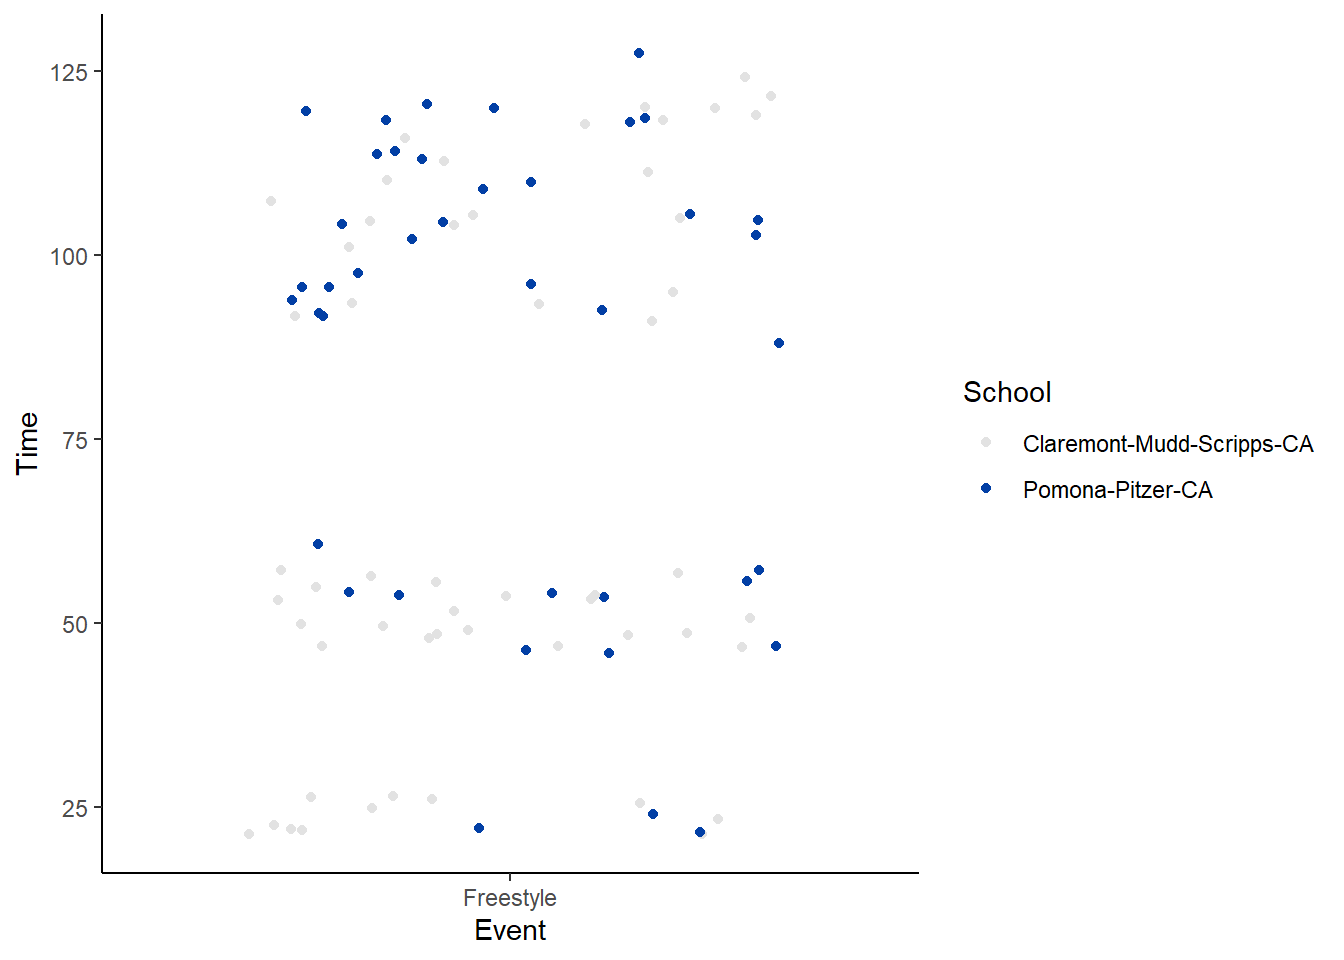 125
100
75
50
25
Time
Freestyle
Event
School
Claremont-Mudd-Scripps-CA
Pomona-Pitzer-CA